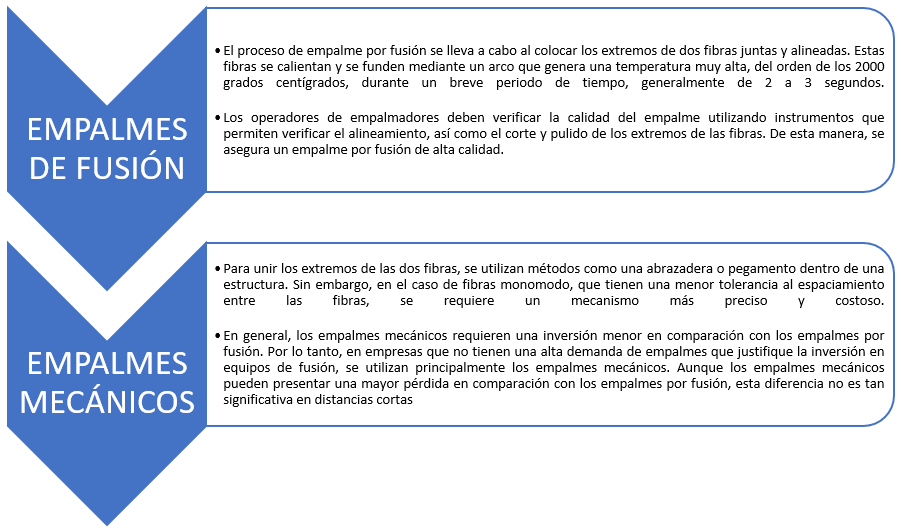 EMPALMES
DE FUSIÓN
• El proceso de empalme por fusión se lleva a cabo al colocar los extremos de dos fibras juntas y alineadas. Estas
fibras se calientan y se funden mediante un arco que genera una temperatura muy alta, del orden de los 2000
grados centígrados, durante un breve periodo de tiempo, generalmente de 2 a 3 segundos.
• Los operadores de empalmadores deben verificar la calidad del empalme utilizando instrumentos que
permiten verificar el alineamiento, así como el corte y pulido de los extremos de las fibras. De esta manera, se
asegura un empalme por fusión de alta calidad.
EMPALMES
MECÁNICOS
• Para unir los extremos de las dos fibras, se utilizan métodos como una abrazadera o pegamento dentro de una
estructura. Sin embargo, en el caso de fibras monomodo, que tienen una menor tolerancia al espaciamiento
entre las fibras, se requiere un mecanismo más preciso y costoso.
• En general, los empalmes mecánicos requieren una inversión menor en comparación con los empalmes por
fusión. Por lo tanto, en empresas que no tienen una alta demanda de empalmes que justifique la inversión en
equipos de fusión, se utilizan principalmente los empalmes mecánicos. Aunque los empalmes mecánicos
pueden presentar una mayor pérdida en comparación con los empalmes por fusión, esta diferencia no es tan
significativa en distancias cortas